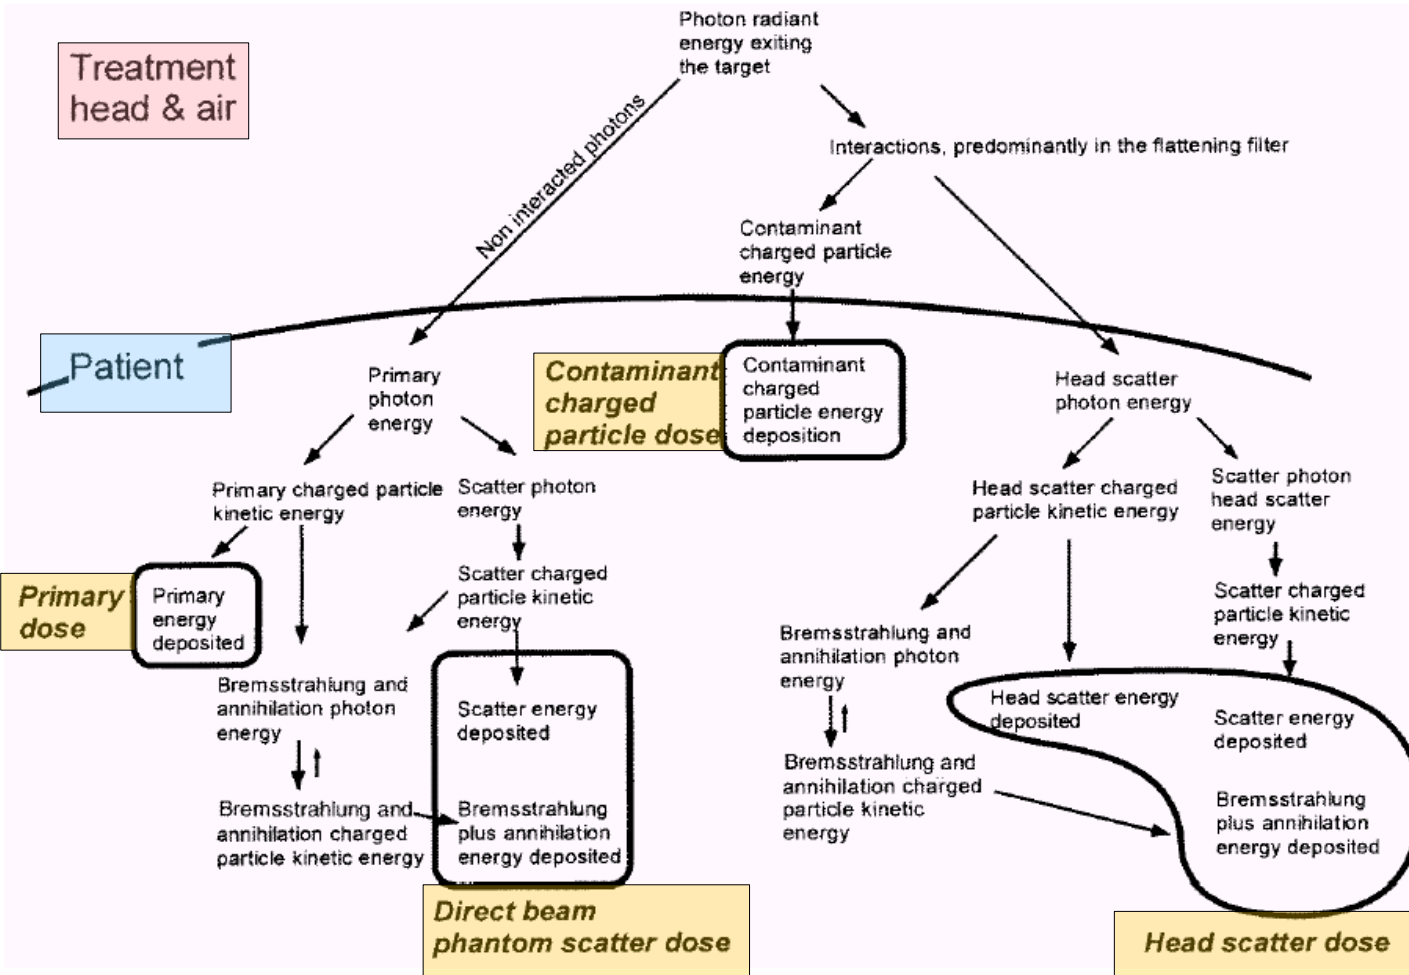 Photon radiant
energy exiting
the target
Treatment
head & air
Non interacted photons
Interactions, predominantly in the flattening filter
Contaminant
charged particle
energy
Patient
Primary
photon
energy
Contaminant
charged
particle dose
Contaminant
charged
particle energy
deposition
Head scatter
photon energy
Primary charged particle
kinetic energy
Scatter photon
energy
Head scatter charged
particle kinetic energy
Scatter photon
head scatter
energy
Primary
dose
Primary
energy
deposited
Scatter charged
particle kinetic
energy
Scatter charged
particle kinetic
energy
Bremsstrahlung and
annihilation photon
energy
Bremsstrahlung and
annihilation photon
energy
Scatter energy
deposited
Head scatter energy
deposited
Scatter energy
deposited
Bremsstrahlung and
annihilation charged
particle kinetic energy
Bremsstrahlung
plus annihilation
energy deposited
Bremsstrahlung and
annihilation charged
particle kinetic
energy
Bremsstrahlung
plus annihilation
energy deposited
Direct beam
phantom scatter dose
Head scatter dose